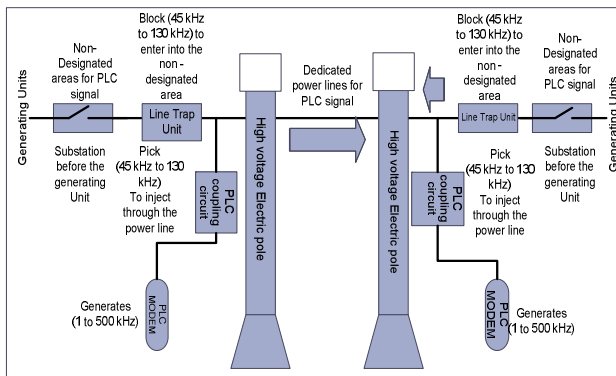 Generating Units
Non-
Designated
areas for PLC
signal
Substation before
the generating
Unit
Block (45 kHz
to 130 kHz) to
enter into the
non -
designated
area
Line Trap
Unit
Pick
(45 kHz to 130
kHz)
To inject
through the
power line
PLC
coupling
circuit
PLC
MODEM
Generates
(1 to 500 kHz)
High voltage Electric pole
Dedicated
power lines for
PLC signal
High voltage Electric pole
Block (45 kHz
to 130 kHz) to
enter into the
non -
designated
area
Line Trap Unit
Pick
(45 kHz to 130
kHz)
To inject
through the
power line
PLC
coupling
circuit
PLC
MODEM
Generates
(1 to 500 kHz)
Non-
Designated
areas for
PLC signal
Substation
before the
generating
Unit
Generating Units